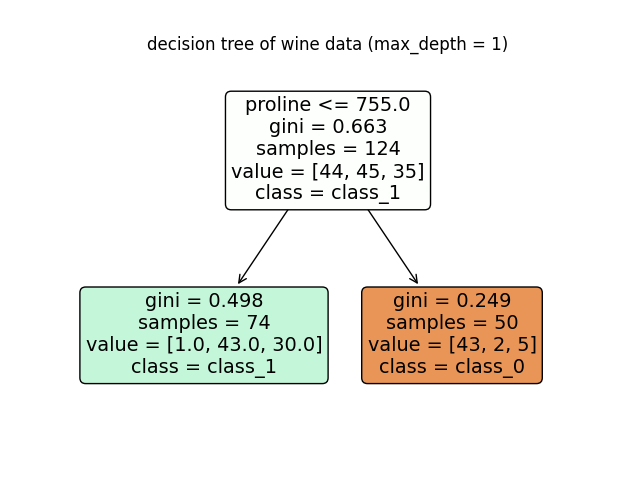 decision tree of wine data (max_depth = 1)
proline <= 755.0
gini = 0.663
samples = 124
value = [44, 45, 35]
class = class_1
gini = 0.498
samples = 74
value = [1.0, 43.0, 30.0]
class = class_1
gini = 0.249
samples = 50
value = [43, 2, 5]
class = class_0